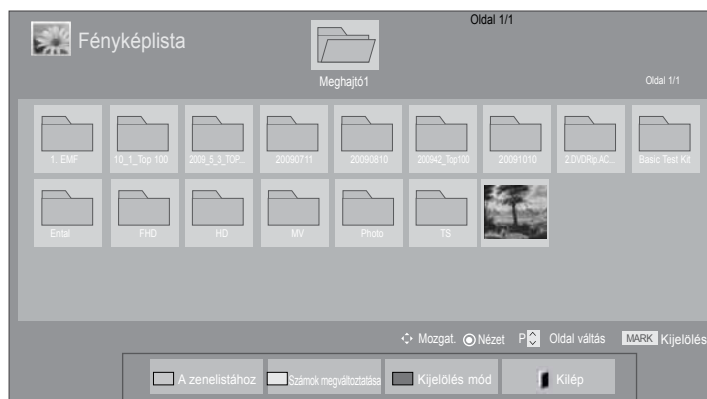 Oldal 1/1
Fényképlista
Meghajtó1
Oldal 1/1
1. EMF 10_1_Top 100 2009_5_3_TOP... 20090711 20090810 200942_Top100 20091010 2.DVDRip.AC... Basic Test Kit
Ental FHD HD MV Photo TS
Mozgat. Nézet P Oldal váltás MARK Kijelölés
A zenelistához Számok megváltoztatása Kijelölés mód Kilép